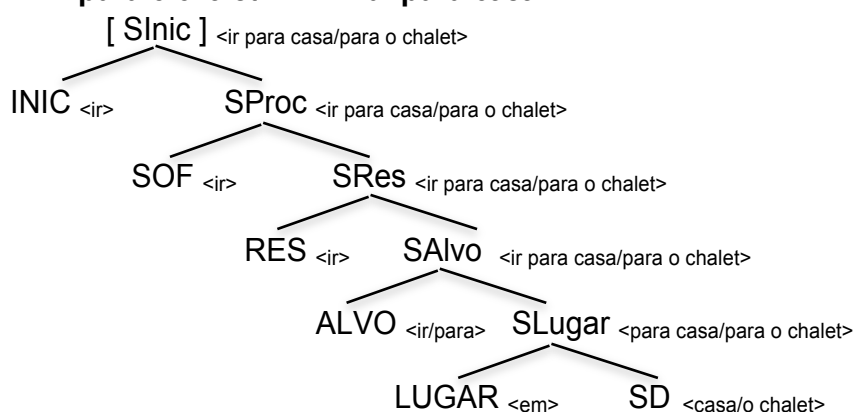 [ SInic ] <ir para casa/para o chalet>
INIC <ir> SProc <ir para casa/para o chalet>
SOF <ir> SRes <ir para casa/para o chalet>
RES <ir> SAlvo <ir para casa/para o chalet>
ALVO <ir/para> SLugar <para casa/para o chalet>
LUGAR <em> SD <casa/o chalet>